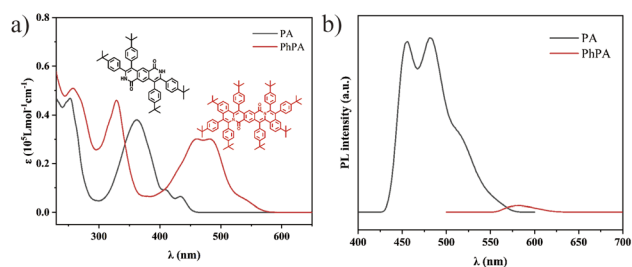 a)
PA
PhPA
0.8
0.6
0.4
0.2
0.0
ε (10⁵Lmol⁻¹cm⁻¹)
300
400
500
600
λ (nm)
HN
O
NH
O
O
N
N
O
b)
PA
PhPA
PL intensity (a.u.)
400
450
500
550
600
650
700
λ (nm)